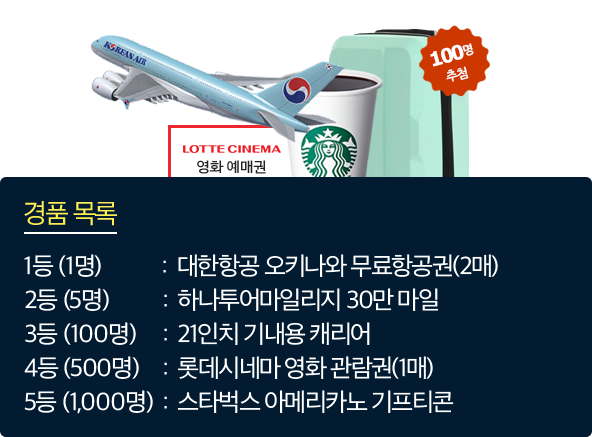 KOREAN AIR
100명
추첨
LOTTE CINEMA
영화 예매권
경품 목록
1등 (1명) : 대한항공 오키나와 무료항공권(2매)
2등 (5명) : 하나투어마일리지 30만 마일
3등 (100명) : 21인치 기내용 캐리어
4등 (500명) : 롯데시네마 영화 관람권(1매)
5등 (1,000명) : 스타벅스 아메리카노 기프티콘